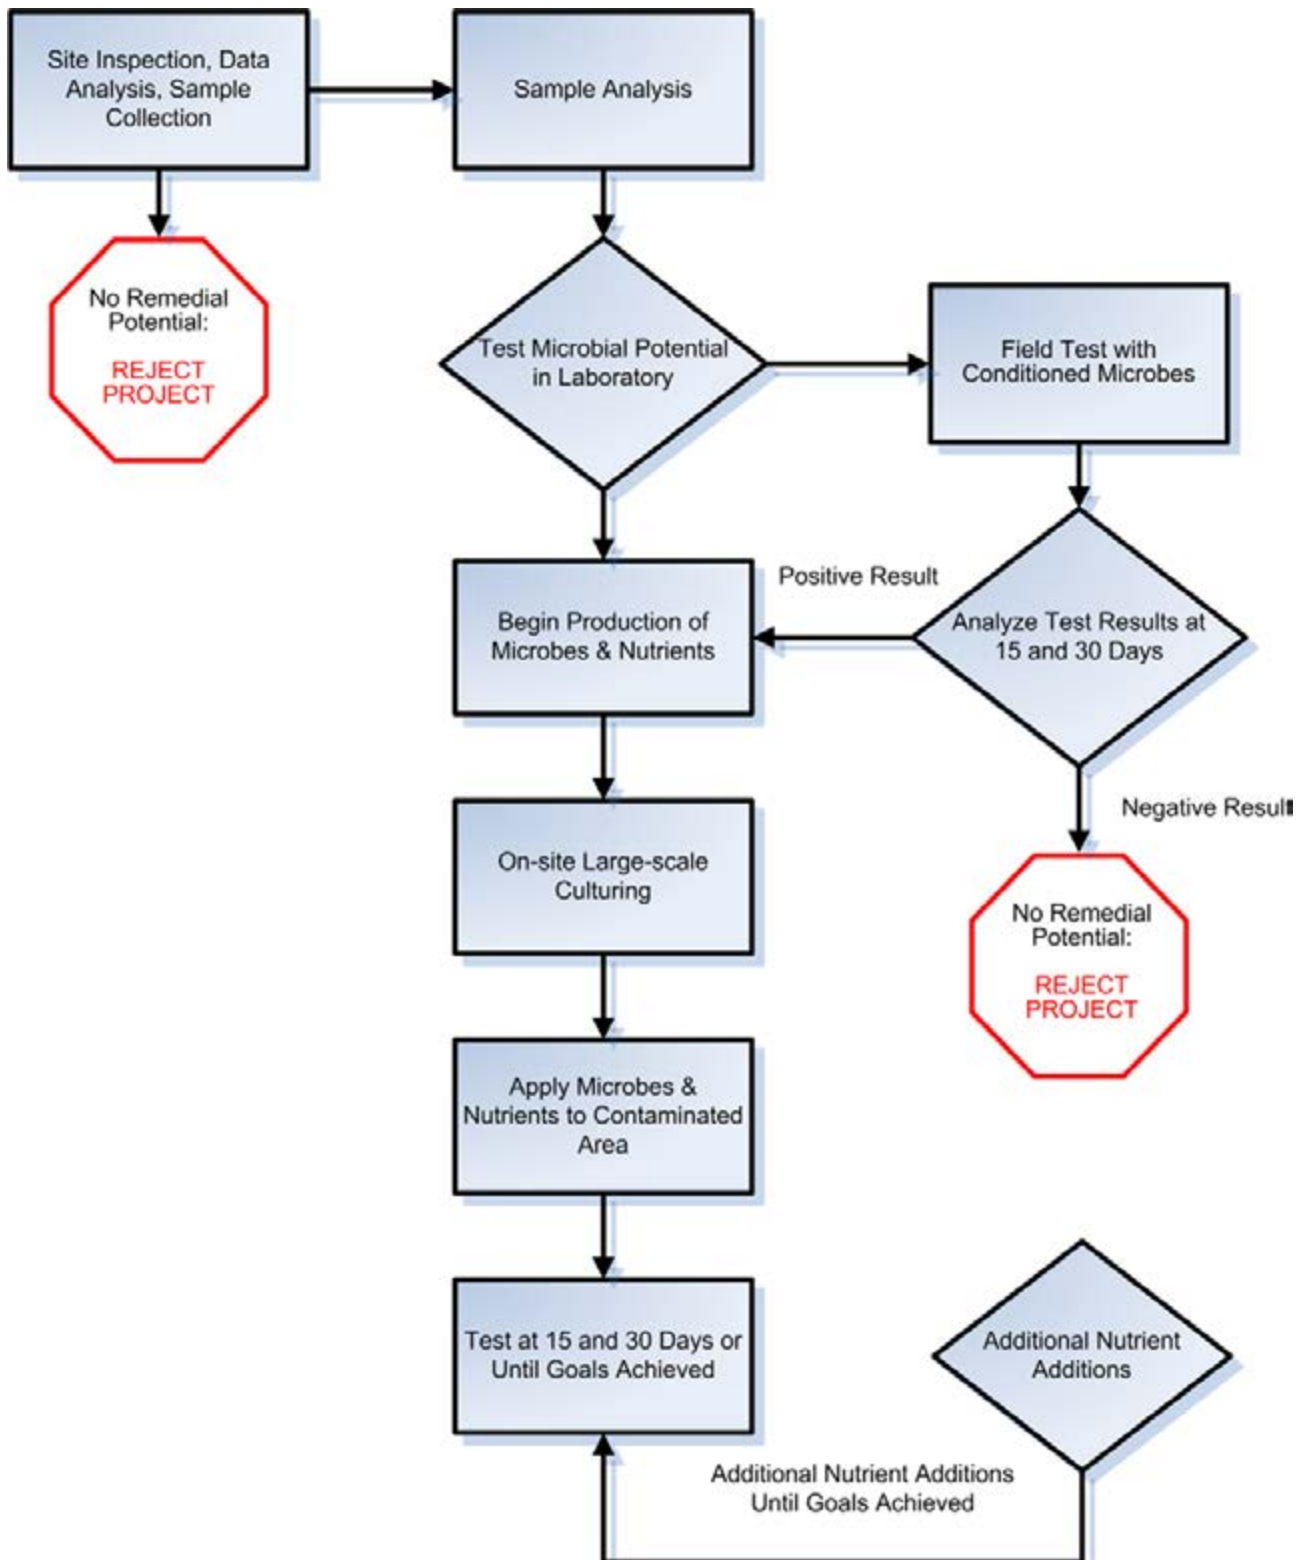 Site Inspection, Data
Analysis, Sample
Collection
Sample Analysis
No Remedial
Potential:
REJECT
PROJECT
Test Microbial Potential
in Laboratory
Field Test with
Conditioned Microbes
Positive Result
Begin Production of
Microbes & Nutrients
Analyze Test Results at
15 and 30 Days
Negative Result
On-site Large-scale
Culturing
No Remedial
Potential:
REJECT
PROJECT
Apply Microbes &
Nutrients to Contaminated
Area
Test at 15 and 30 Days or
Until Goals Achieved
Additional Nutrient
Additions
Additional Nutrient Additions
Until Goals Achieved